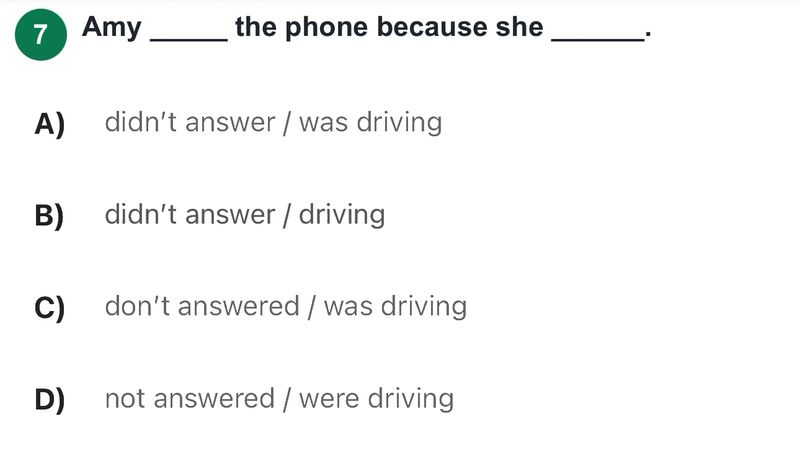 7 Amy _____ the phone because she ______.
A) didn't answer / was driving
B) didn't answer / driving
C) don't answered / was driving
D) not answered / were driving